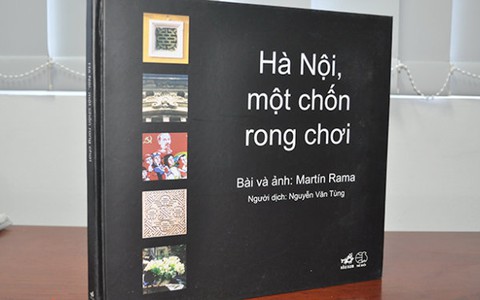 Hà Nội,
một chốn
rong chơi
Bài và ảnh: Martín Rama
Người dịch: Nguyễn Văn Tùng